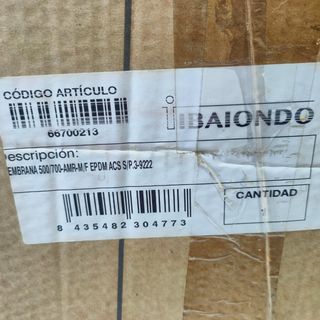 CÓDIGO ARTÍCULO
66700213
IBAIONDO
Descripción:
EMBRANA 500/700-AMR-M/F EPDM ACS S/P.3-9222
CANTIDAD
8 435482 304773